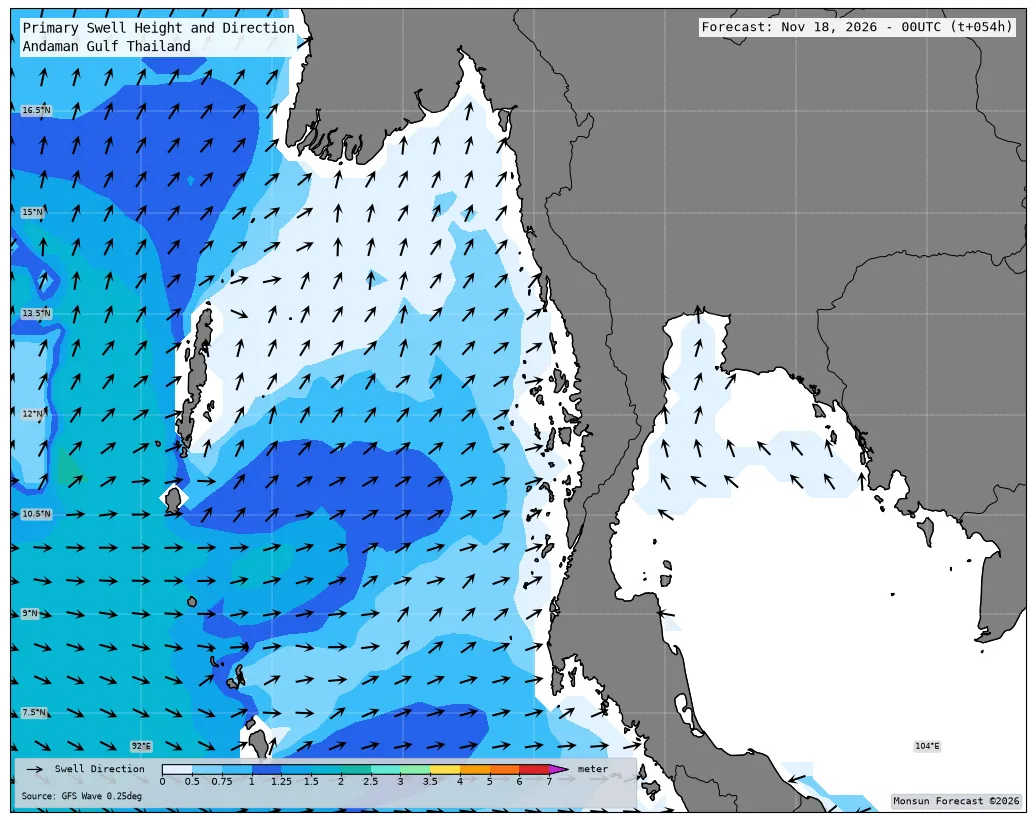 Primary Swell Height and Direction
Andaman Gulf Thailand
Forecast: Nov 18, 2026 - 00UTC (t+054h)
16.5°N
15°N
13.5°N
12°N
10.5°N
9°N
7.5°N
92°E
104°E
Swell Direction
0 0.5 0.75 1 1.25 1.5 2 2.5 3 3.5 4 5 6 7 meter
Source: GFS Wave 0.25deg
Monsun Forecast ©2026